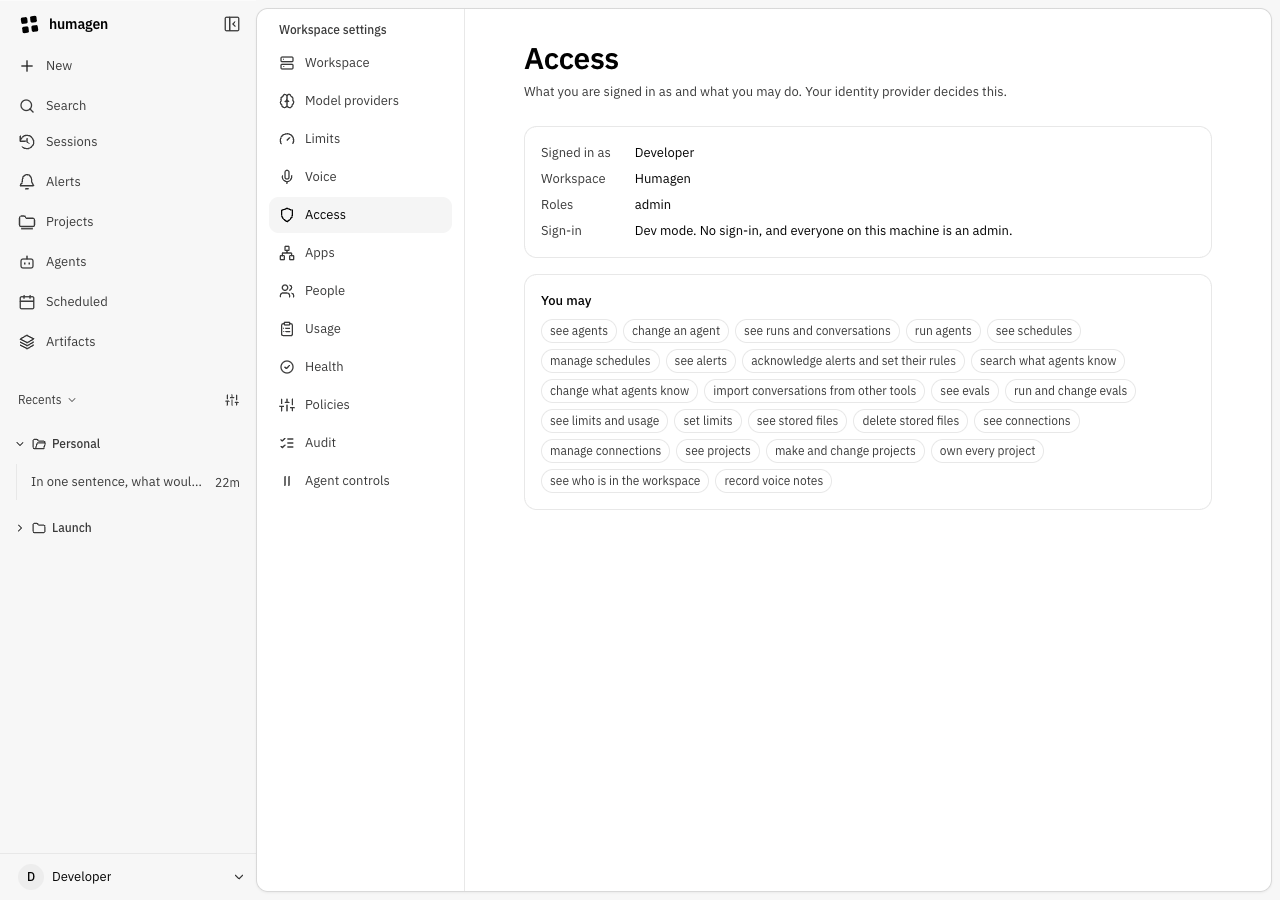 humagen
New
Search
Sessions
Alerts
Projects
Agents
Scheduled
Artifacts
Recents
Personal
In one sentence, what woul... 22m
Launch
D Developer
Workspace settings
Workspace
Model providers
Limits
Voice
Access
Apps
People
Usage
Health
Policies
Audit
Agent controls
Access
What you are signed in as and what you may do. Your identity provider decides this.
Signed in as Developer
Workspace Humagen
Roles admin
Sign-in Dev mode. No sign-in, and everyone on this machine is an admin.
You may
see agents change an agent see runs and conversations run agents see schedules
manage schedules see alerts acknowledge alerts and set their rules search what agents know
change what agents know import conversations from other tools see evals run and change evals
see limits and usage set limits see stored files delete stored files see connections
manage connections see projects make and change projects own every project
see who is in the workspace record voice notes